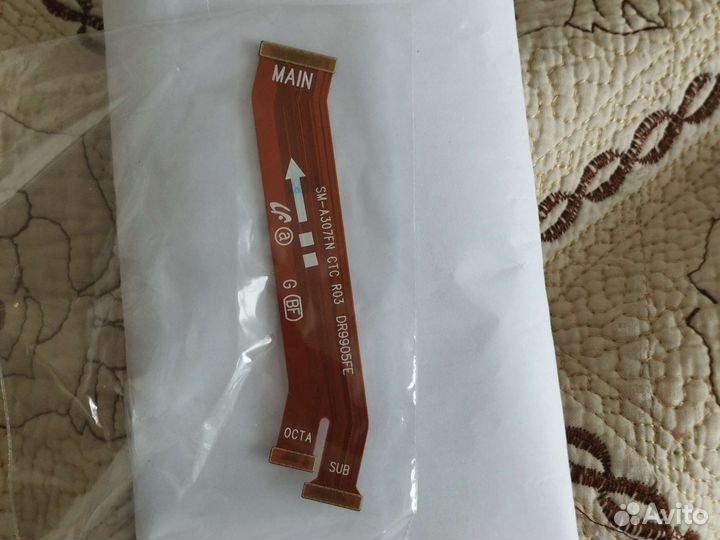 MAIN
SM-A307FN CTC R03 DR9905FE
a
G BF
OCTA
SUB
Avito